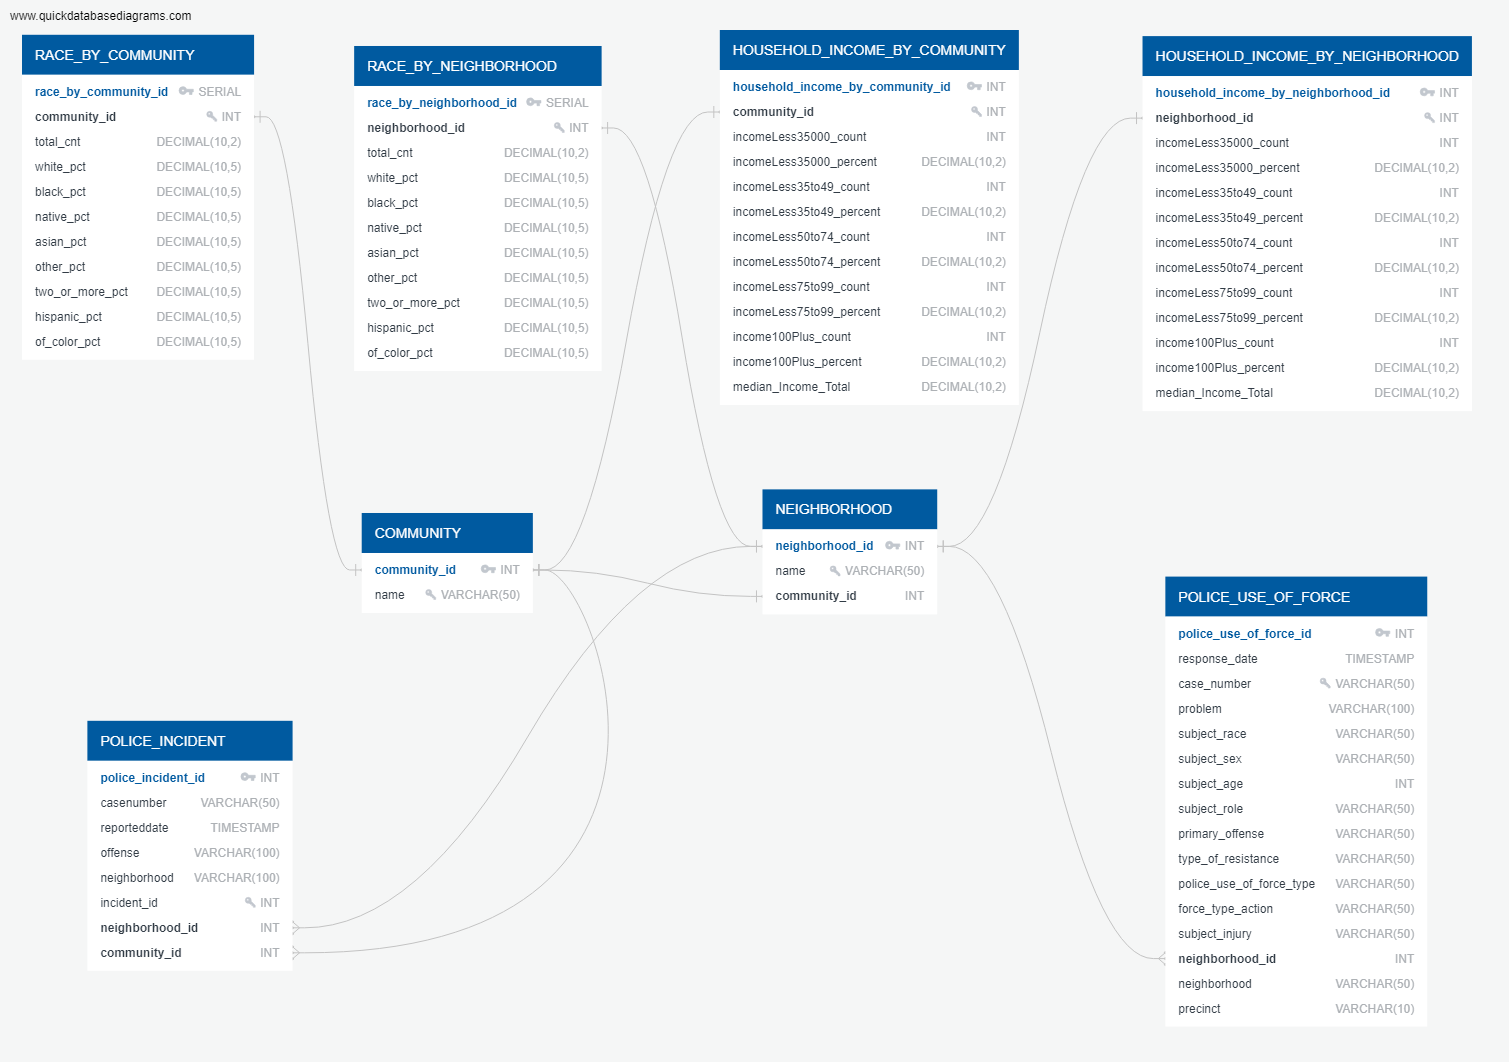 www.quickdatabasediagrams.com
RACE_BY_COMMUNITY
race_by_community_id SERIAL
community_id INT
total_cnt DECIMAL(10,2)
white_pct DECIMAL(10,5)
black_pct DECIMAL(10,5)
native_pct DECIMAL(10,5)
asian_pct DECIMAL(10,5)
other_pct DECIMAL(10,5)
two_or_more_pct DECIMAL(10,5)
hispanic_pct DECIMAL(10,5)
of_color_pct DECIMAL(10,5)
RACE_BY_NEIGHBORHOOD
race_by_neighborhood_id SERIAL
neighborhood_id INT
total_cnt DECIMAL(10,2)
white_pct DECIMAL(10,5)
black_pct DECIMAL(10,5)
native_pct DECIMAL(10,5)
asian_pct DECIMAL(10,5)
other_pct DECIMAL(10,5)
two_or_more_pct DECIMAL(10,5)
hispanic_pct DECIMAL(10,5)
of_color_pct DECIMAL(10,5)
HOUSEHOLD_INCOME_BY_COMMUNITY
household_income_by_community_id INT
community_id INT
incomeLess35000_count INT
incomeLess35000_percent DECIMAL(10,2)
incomeLess35to49_count INT
incomeLess35to49_percent DECIMAL(10,2)
incomeLess50to74_count INT
incomeLess50to74_percent DECIMAL(10,2)
incomeLess75to99_count INT
incomeLess75to99_percent DECIMAL(10,2)
income100Plus_count INT
income100Plus_percent DECIMAL(10,2)
median_Income_Total DECIMAL(10,2)
HOUSEHOLD_INCOME_BY_NEIGHBORHOOD
household_income_by_neighborhood_id INT
neighborhood_id INT
incomeLess35000_count INT
incomeLess35000_percent DECIMAL(10,2)
incomeLess35to49_count INT
incomeLess35to49_percent DECIMAL(10,2)
incomeLess50to74_count INT
incomeLess50to74_percent DECIMAL(10,2)
incomeLess75to99_count INT
incomeLess75to99_percent DECIMAL(10,2)
income100Plus_count INT
income100Plus_percent DECIMAL(10,2)
median_Income_Total DECIMAL(10,2)
COMMUNITY
community_id INT
name VARCHAR(50)
NEIGHBORHOOD
neighborhood_id INT
name VARCHAR(50)
community_id INT
POLICE_INCIDENT
police_incident_id INT
casenumber VARCHAR(50)
reporteddate TIMESTAMP
offense VARCHAR(100)
neighborhood VARCHAR(100)
incident_id INT
neighborhood_id INT
community_id INT
POLICE_USE_OF_FORCE
police_use_of_force_id INT
response_date TIMESTAMP
case_number VARCHAR(50)
problem VARCHAR(100)
subject_race VARCHAR(50)
subject_sex VARCHAR(50)
subject_age INT
subject_role VARCHAR(50)
primary_offense VARCHAR(50)
type_of_resistance VARCHAR(50)
police_use_of_force_type VARCHAR(50)
force_type_action VARCHAR(50)
subject_injury VARCHAR(50)
neighborhood_id INT
neighborhood VARCHAR(50)
precinct VARCHAR(10)